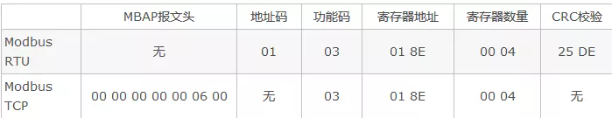 MBAP报文头 地址码 功能码 寄存器地址 寄存器数量 CRC校验
Modbus RTU 无 01 03 01 8E 00 04 25 DE
Modbus TCP 00 00 00 00 00 06 00 无 03 01 8E 00 04 无